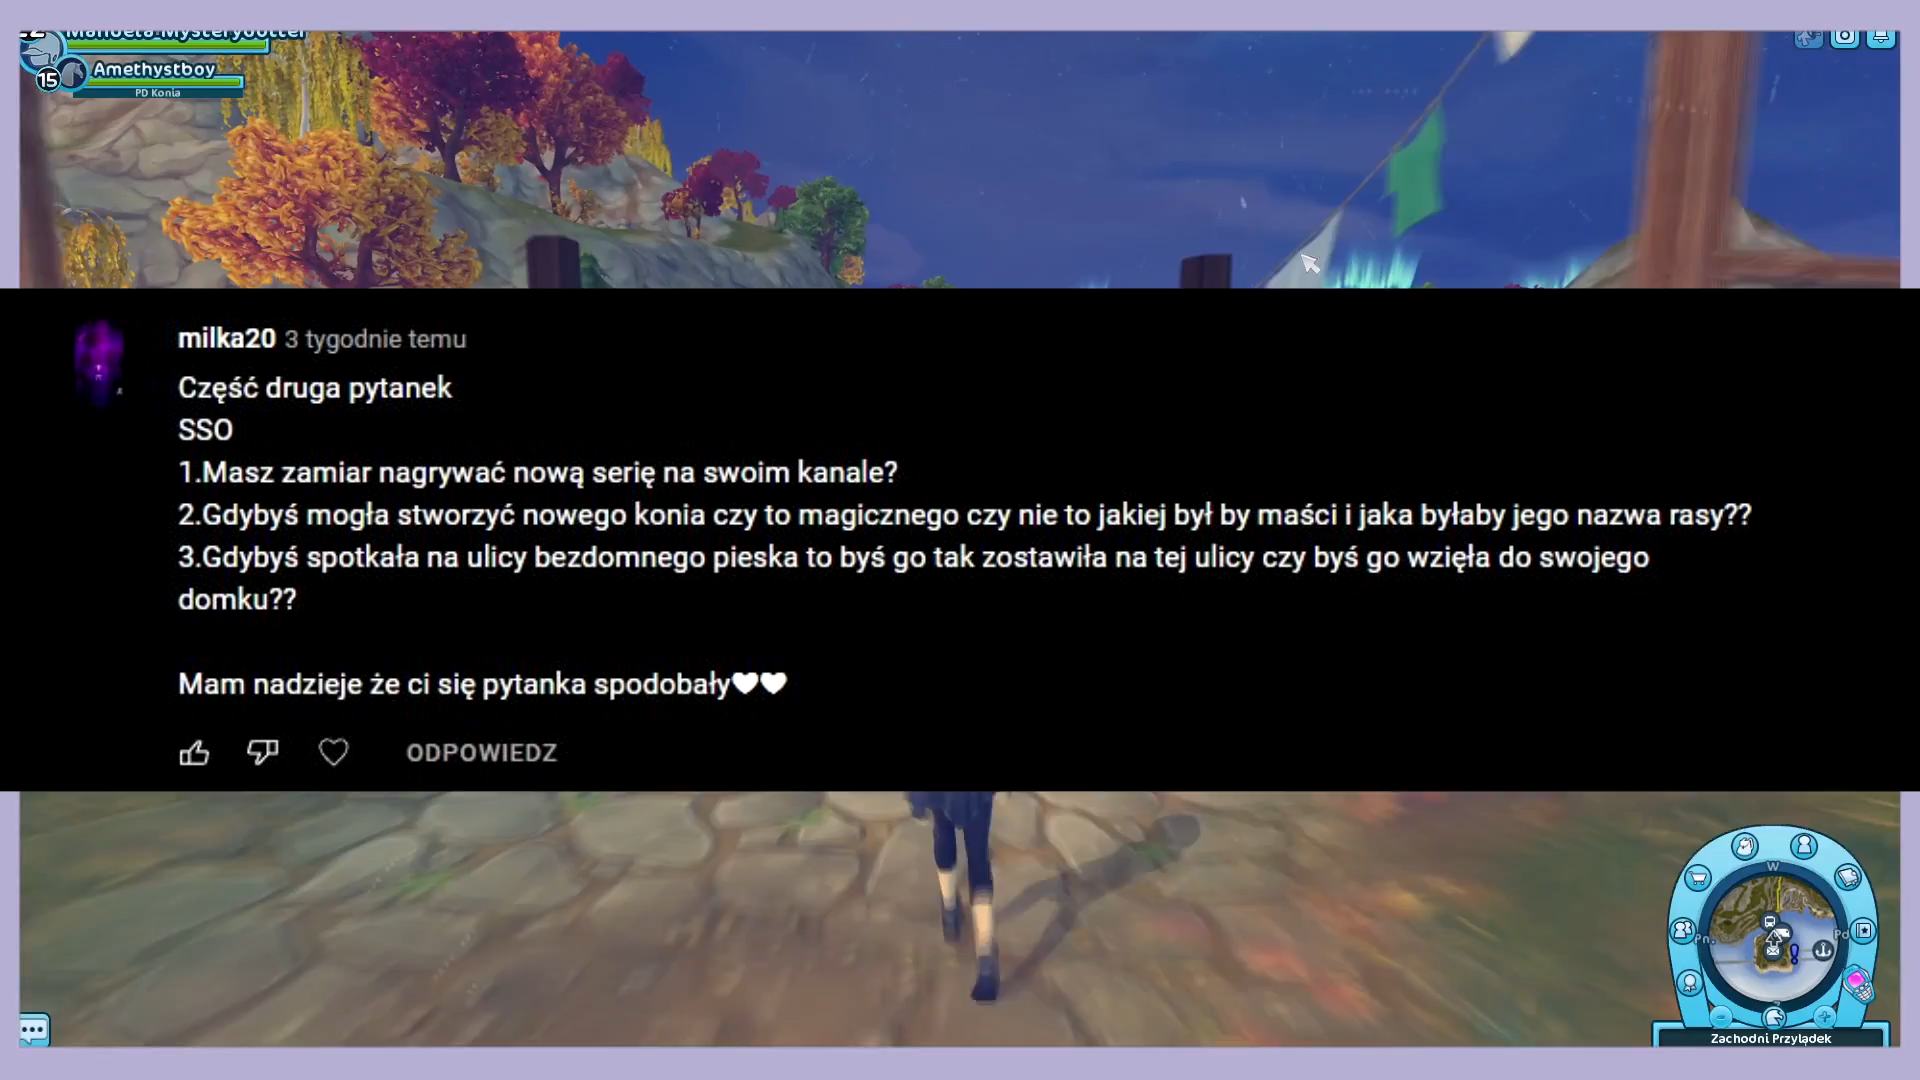 Amethystboy
15
PD Konia
milka20 3 tygodnie temu
Część druga pytanek
SSO
1.Masz zamiar nagrywać nową serię na swoim kanale?
2.Gdybyś mogła stworzyć nowego konia czy to magicznego czy nie to jakiej był by maści i jaka byłaby jego nazwa rasy??
3.Gdybyś spotkała na ulicy bezdomnego pieska to byś go tak zostawiła na tej ulicy czy byś go wzięła do swojego
domku??
Mam nadzieje że ci się pytanka spodobały♥♥
ODPOWIEDZ
W
Pn.
Pd
Zachodni Przylądek